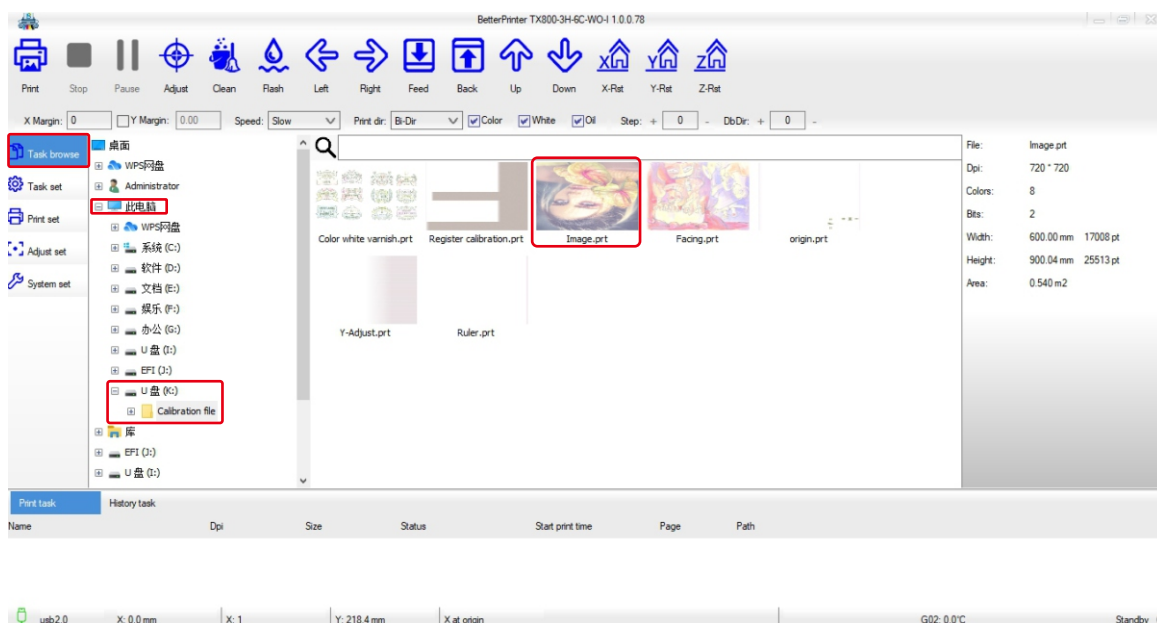 BetterPrinter TX800-3H-6C-WO-I 1.0.0.78
Print Stop Pause Adjust Clean Flash Left Right Feed Back Up Down X-Rst Y-Rst Z-Rst
X Margin: 0 Y Margin: 0.00 Speed: Slow Print dir: Bi-Dir Color White Oil Step: + 0 - DbDir: + 0 -
Task browse
Task set
Print set
Adjust set
System set
桌面
WPS网盘
Administrator
此电脑
WPS网盘
系统 (C:)
软件 (D:)
文档 (E:)
娱乐 (F:)
办公 (G:)
U 盘 (I:)
EFI (J:)
U 盘 (K:)
Calibration file
库
EFI (J:)
U 盘 (I:)
Color white varnish.prt Register calibration.prt Image.prt Facing.prt origin.prt
Y-Adjust.prt Ruler.prt
File: Image.prt
Dpi: 720 * 720
Colors: 8
Bits: 2
Width: 600.00 mm 17008 pt
Height: 900.04 mm 25513 pt
Area: 0.540 m2
Print task History task
Name Dpi Size Status Start print time Page Path
usb2.0 X: 0.0 mm X: 1 Y: 218.4 mm X at origin G02: 0.0°C Standby